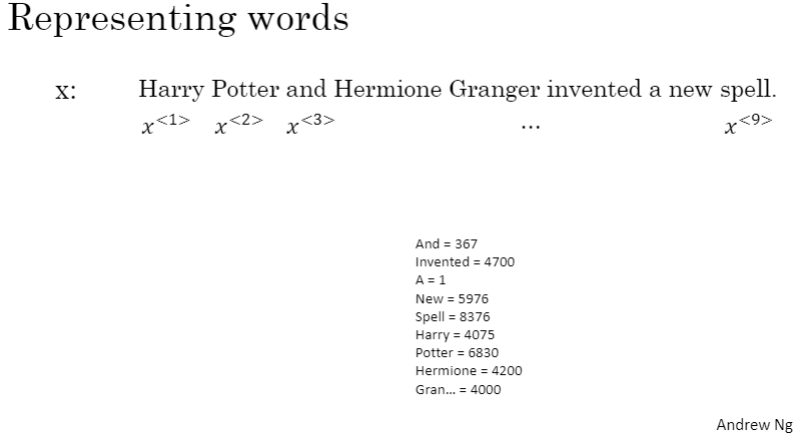 Representing words
x: Harry Potter and Hermione Granger invented a new spell.
x<1> x<2> x<3> ... x<9>
And = 367
Invented = 4700
A = 1
New = 5976
Spell = 8376
Harry = 4075
Potter = 6830
Hermione = 4200
Gran... = 4000
Andrew Ng